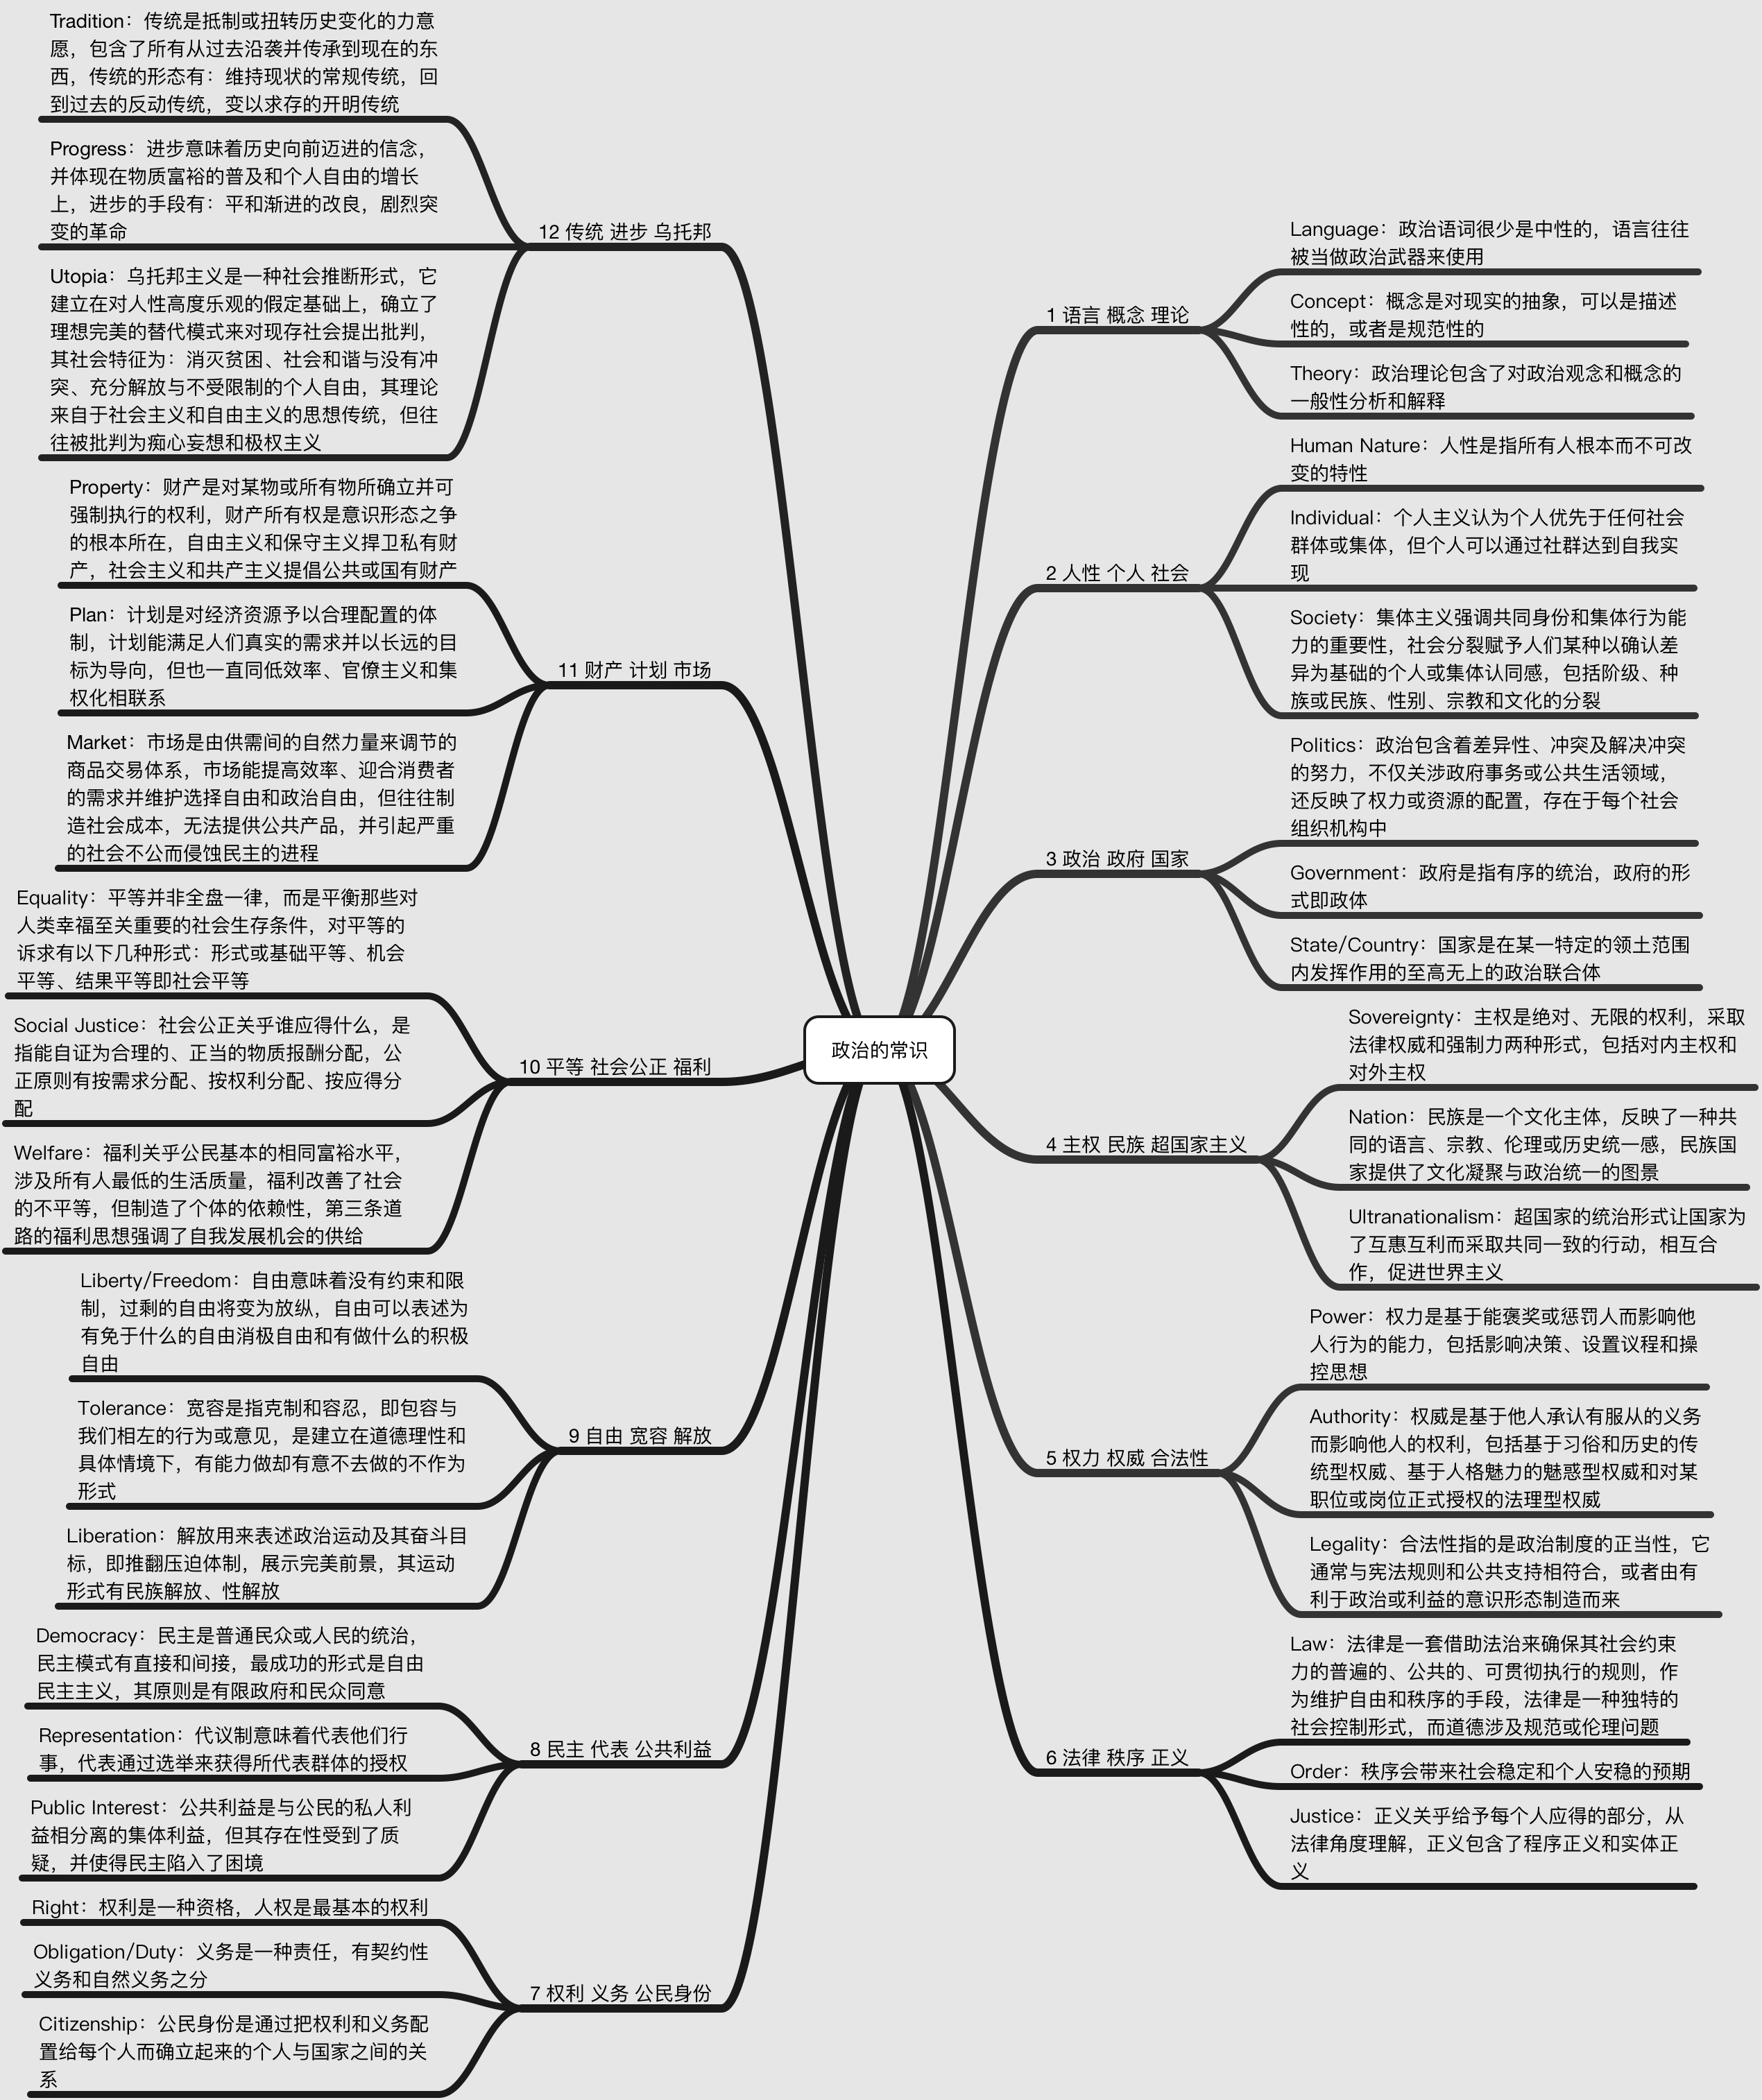 政治的常识
1 语言 概念 理论
Language：政治语词很少是中性的，语言往往
被当做政治武器来使用
Concept：概念是对现实的抽象，可以是描述
性的，或者是规范性的
Theory：政治理论包含了对政治观念和概念的
一般性分析和解释
2 人性 个人 社会
Human Nature：人性是指所有人根本而不可改
变的特性
Individual：个人主义认为个人优先于任何社会
群体或集体，但个人可以通过社群达到自我实
现
Society：集体主义强调共同身份和集体行为能
力的重要性，社会分裂赋予人们某种以确认差
异为基础的个人或集体认同感，包括阶级、种
族或民族、性别、宗教和文化的分裂
3 政治 政府 国家
Politics：政治包含着差异性、冲突及解决冲突
的努力，不仅关涉政府事务或公共生活领域，
还反映了权力或资源的配置，存在于每个社会
组织机构中
Government：政府是指有序的统治，政府的形
式即政体
State/Country：国家是在某一特定的领土范围
内发挥作用的至高无上的政治联合体
4 主权 民族 超国家主义
Sovereignty：主权是绝对、无限的权利，采取
法律权威和强制力两种形式，包括对内主权和
对外主权
Nation：民族是一个文化主体，反映了一种共
同的语言、宗教、伦理或历史统一感，民族国
家提供了文化凝聚与政治统一的图景
Ultranationalism：超国家的统治形式让国家为
了互惠互利而采取共同一致的行动，相互合
作，促进世界主义
5 权力 权威 合法性
Power：权力是基于能褒奖或惩罚人而影响他
人行为的能力，包括影响决策、设置议程和操
控思想
Authority：权威是基于他人承认有服从的义务
而影响他人的权利，包括基于习俗和历史的传
统型权威、基于人格魅力的魅惑型权威和对某
职位或岗位正式授权的法理型权威
Legality：合法性指的是政治制度的正当性，它
通常与宪法规则和公共支持相符合，或者由有
利于政治或利益的意识形态制造而来
6 法律 秩序 正义
Law：法律是一套借助法治来确保其社会约束
力的普遍的、公共的、可贯彻执行的规则，作
为维护自由和秩序的手段，法律是一种独特的
社会控制形式，而道德涉及规范或伦理问题
Order：秩序会带来社会稳定和个人安稳的预期
Justice：正义关乎给予每个人应得的部分，从
法律角度理解，正义包含了程序正义和实体正
义
12 传统 进步 乌托邦
Tradition：传统是抵制或扭转历史变化的力意
愿，包含了所有从过去沿袭并传承到现在的东
西，传统的形态有：维持现状的常规传统，回
到过去的反动传统，变以求存的开明传统
Progress：进步意味着历史向前迈进的信念，
并体现在物质富裕的普及和个人自由的增长
上，进步的手段有：平和渐进的改良，剧烈突
变的革命
Utopia：乌托邦主义是一种社会推断形式，它
建立在对人性高度乐观的假定基础上，确立了
理想完美的替代模式来对现存社会提出批判，
其社会特征为：消灭贫困、社会和谐与没有冲
突、充分解放与不受限制的个人自由，其理论
来自于社会主义和自由主义的思想传统，但往
往被批判为痴心妄想和极权主义
11 财产 计划 市场
Property：财产是对某物或所有物所确立并可
强制执行的权利，财产所有权是意识形态之争
的根本所在，自由主义和保守主义捍卫私有财
产，社会主义和共产主义提倡公共或国有财产
Plan：计划是对经济资源予以合理配置的体
制，计划能满足人们真实的需求并以长远的目
标为导向，但也一直同低效率、官僚主义和集
权化相联系
Market：市场是由供需间的自然力量来调节的
商品交易体系，市场能提高效率、迎合消费者
的需求并维护选择自由和政治自由，但往往制
造社会成本，无法提供公共产品，并引起严重
的社会不公而侵蚀民主的进程
10 平等 社会公正 福利
Equality：平等并非全盘一律，而是平衡那些对
人类幸福至关重要的社会生存条件，对平等的
诉求有以下几种形式：形式或基础平等、机会
平等、结果平等即社会平等
Social Justice：社会公正关乎谁应得什么，是
指能自证为合理的、正当的物质报酬分配，公
正原则有按需求分配、按权利分配、按应得分
配
Welfare：福利关乎公民基本的相同富裕水平，
涉及所有人最低的生活质量，福利改善了社会
的不平等，但制造了个体的依赖性，第三条道
路的福利思想强调了自我发展机会的供给
9 自由 宽容 解放
Liberty/Freedom：自由意味着没有约束和限
制，过剩的自由将变为放纵，自由可以表述为
有免于什么的自由消极自由和有做什么的积极
自由
Tolerance：宽容是指克制和容忍，即包容与
我们相左的行为或意见，是建立在道德理性和
具体情境下，有能力做却有意不去做的不作为
形式
Liberation：解放用来表述政治运动及其奋斗目
标，即推翻压迫体制，展示完美前景，其运动
形式有民族解放、性解放
8 民主 代表 公共利益
Democracy：民主是普通民众或人民的统治，
民主模式有直接和间接，最成功的形式是自由
民主主义，其原则是有限政府和民众同意
Representation：代议制意味着代表他们行
事，代表通过选举来获得所代表群体的授权
Public Interest：公共利益是与公民的私人利
益相分离的集体利益，但其存在性受到了质
疑，并使得民主陷入了困境
7 权利 义务 公民身份
Right：权利是一种资格，人权是最基本的权利
Obligation/Duty：义务是一种责任，有契约性
义务和自然义务之分
Citizenship：公民身份是通过把权利和义务配
置给每个人而确立起来的个人与国家之间的关
系